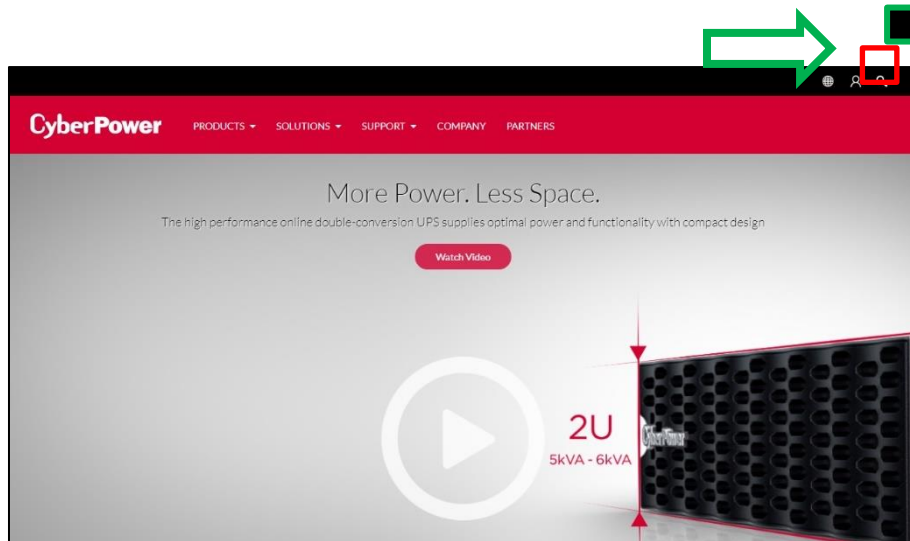 CyberPower PRODUCTS SOLUTIONS SUPPORT COMPANY PARTNERS
More Power. Less Space.
The high performance online double-conversion UPS supplies optimal power and functionality with compact design
Watch Video
2U
5kVA - 6kVA
CyberPower